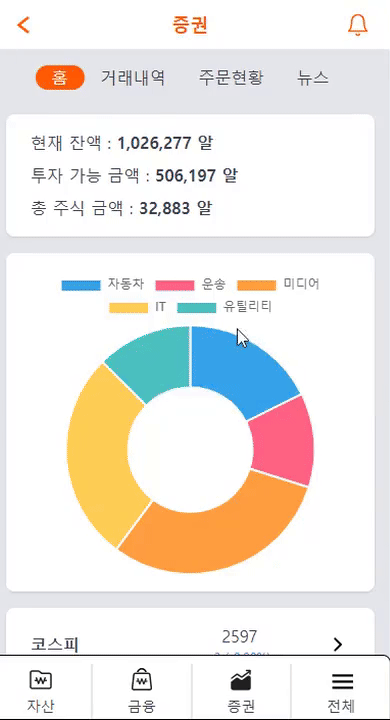 증권
홈 거래내역 주문현황 뉴스
현재 잔액 : 1,026,277 알
투자 가능 금액 : 506,197 알
총 주식 금액 : 32,883 알
자동차 운송 미디어
IT 유틸리티
코스피 2597
자산 금융 증권 전체